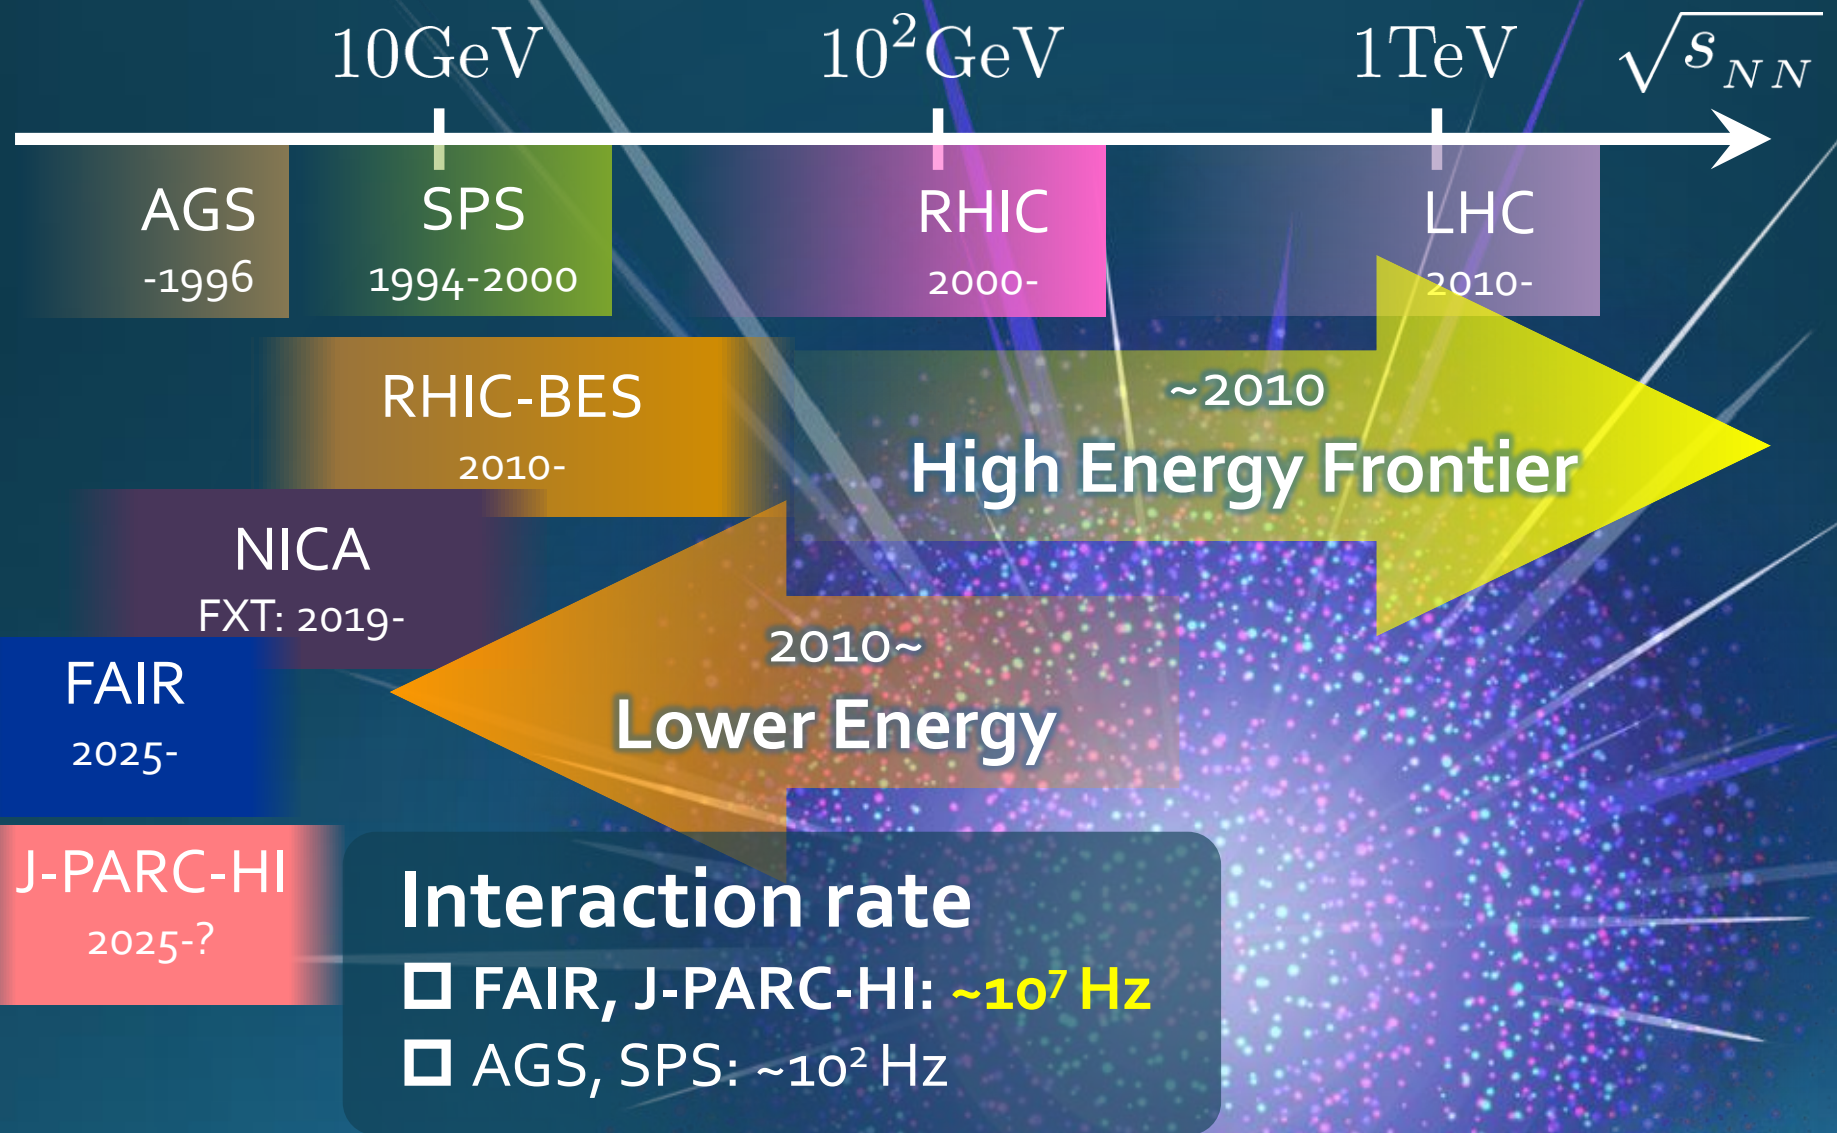 10GeV 10²GeV 1TeV √s_NN
AGS
-1996
SPS
1994-2000
RHIC
2000-
LHC
2010-
RHIC-BES
2010-
~2010
High Energy Frontier
NICA
FXT: 2019-
2010~
Lower Energy
FAIR
2025-
J-PARC-HI
2025-?
Interaction rate
□ FAIR, J-PARC-HI: ~10⁷ Hz
□ AGS, SPS: ~10² Hz